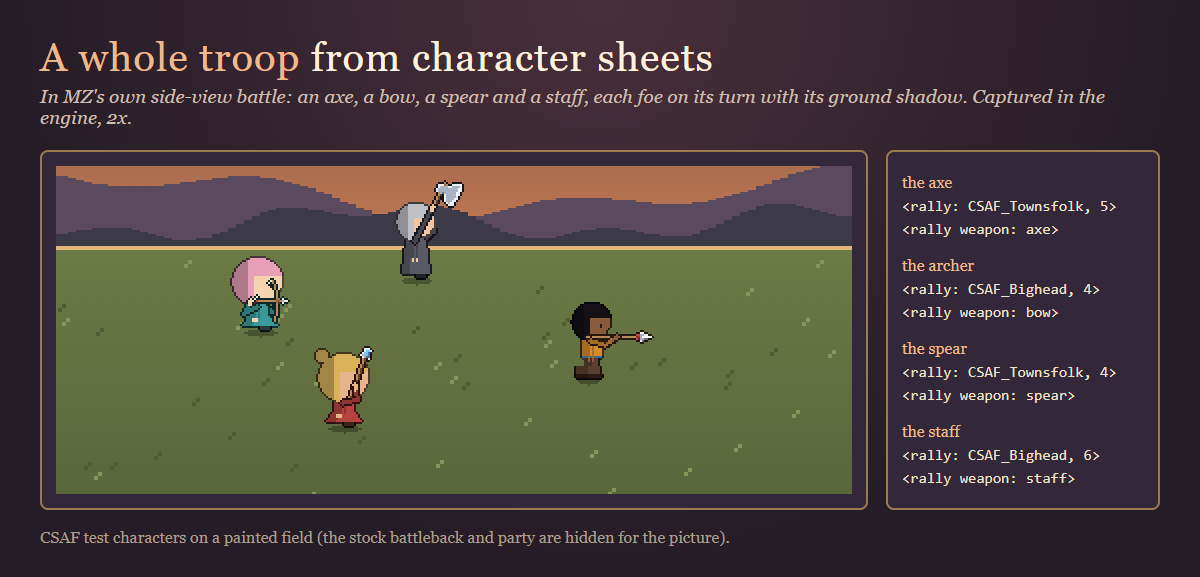 A whole troop from character sheets
In MZ's own side-view battle: an axe, a bow, a spear and a staff, each foe on its turn with its ground shadow. Captured in the
engine, 2x.
the axe
<rally: CSAF_Townsfolk, 5>
<rally weapon: axe>
the archer
<rally: CSAF_Bighead, 4>
<rally weapon: bow>
the spear
<rally: CSAF_Townsfolk, 4>
<rally weapon: spear>
the staff
<rally: CSAF_Bighead, 6>
<rally weapon: staff>
CSAF test characters on a painted field (the stock battleback and party are hidden for the picture).